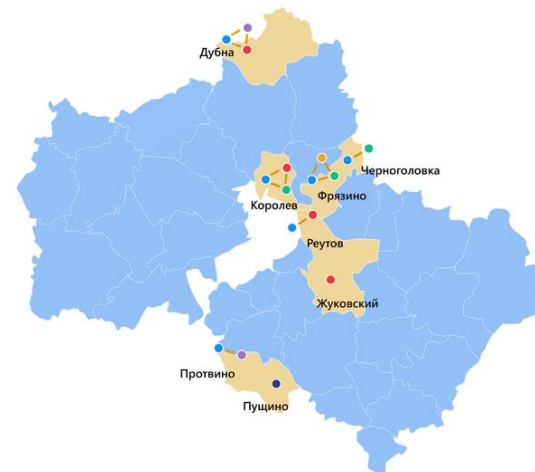 Дубна
Черноголовка
Фрязино
Королев
Реутов
Жуковский
Протвино
Пущино